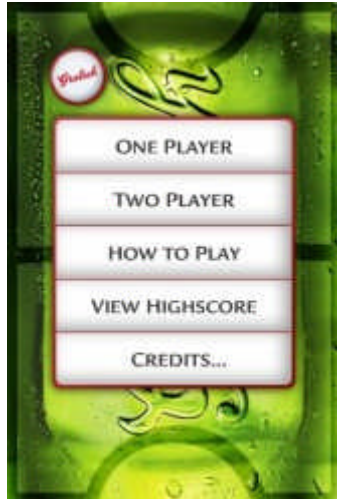 Grolsch
ONE PLAYER
TWO PLAYER
HOW TO PLAY
VIEW HIGHSCORE
CREDITS...